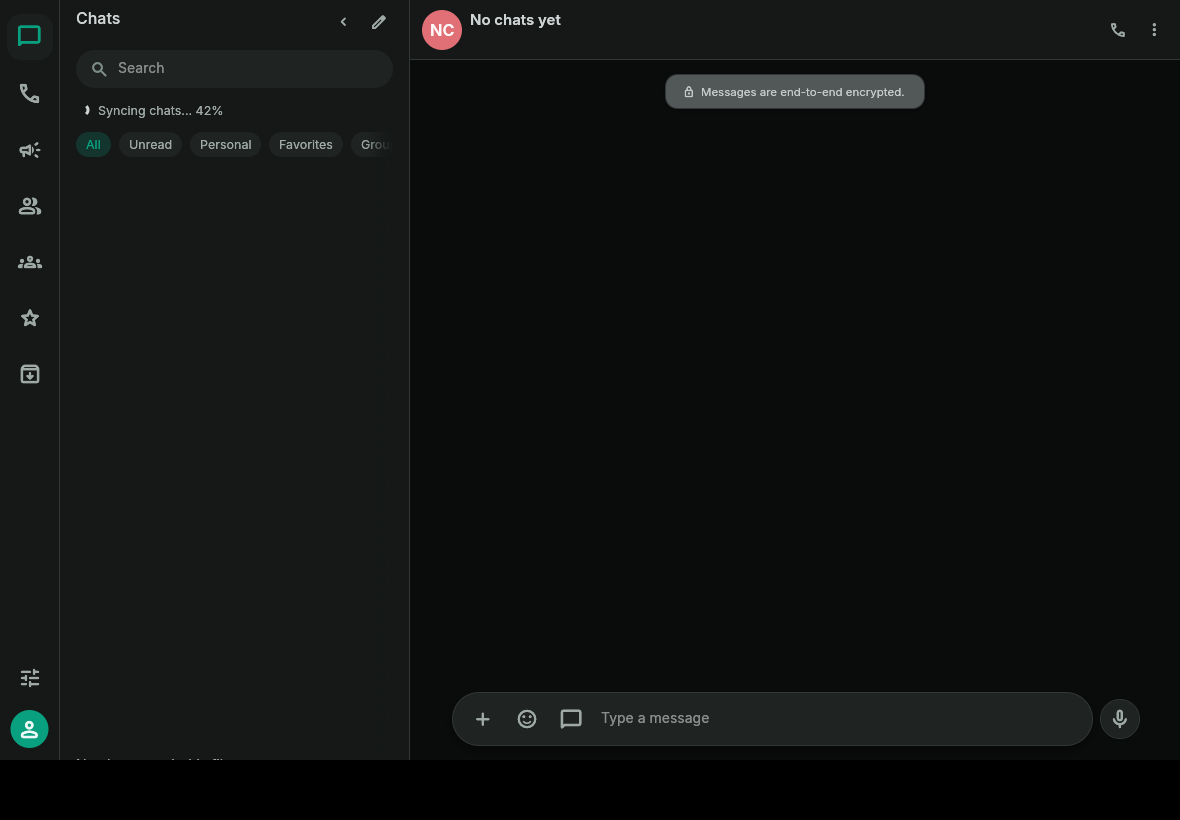 Chats
Search
Syncing chats... 42%
All
Unread
Personal
Favorites
NC
No chats yet
Messages are end-to-end encrypted.
Type a message